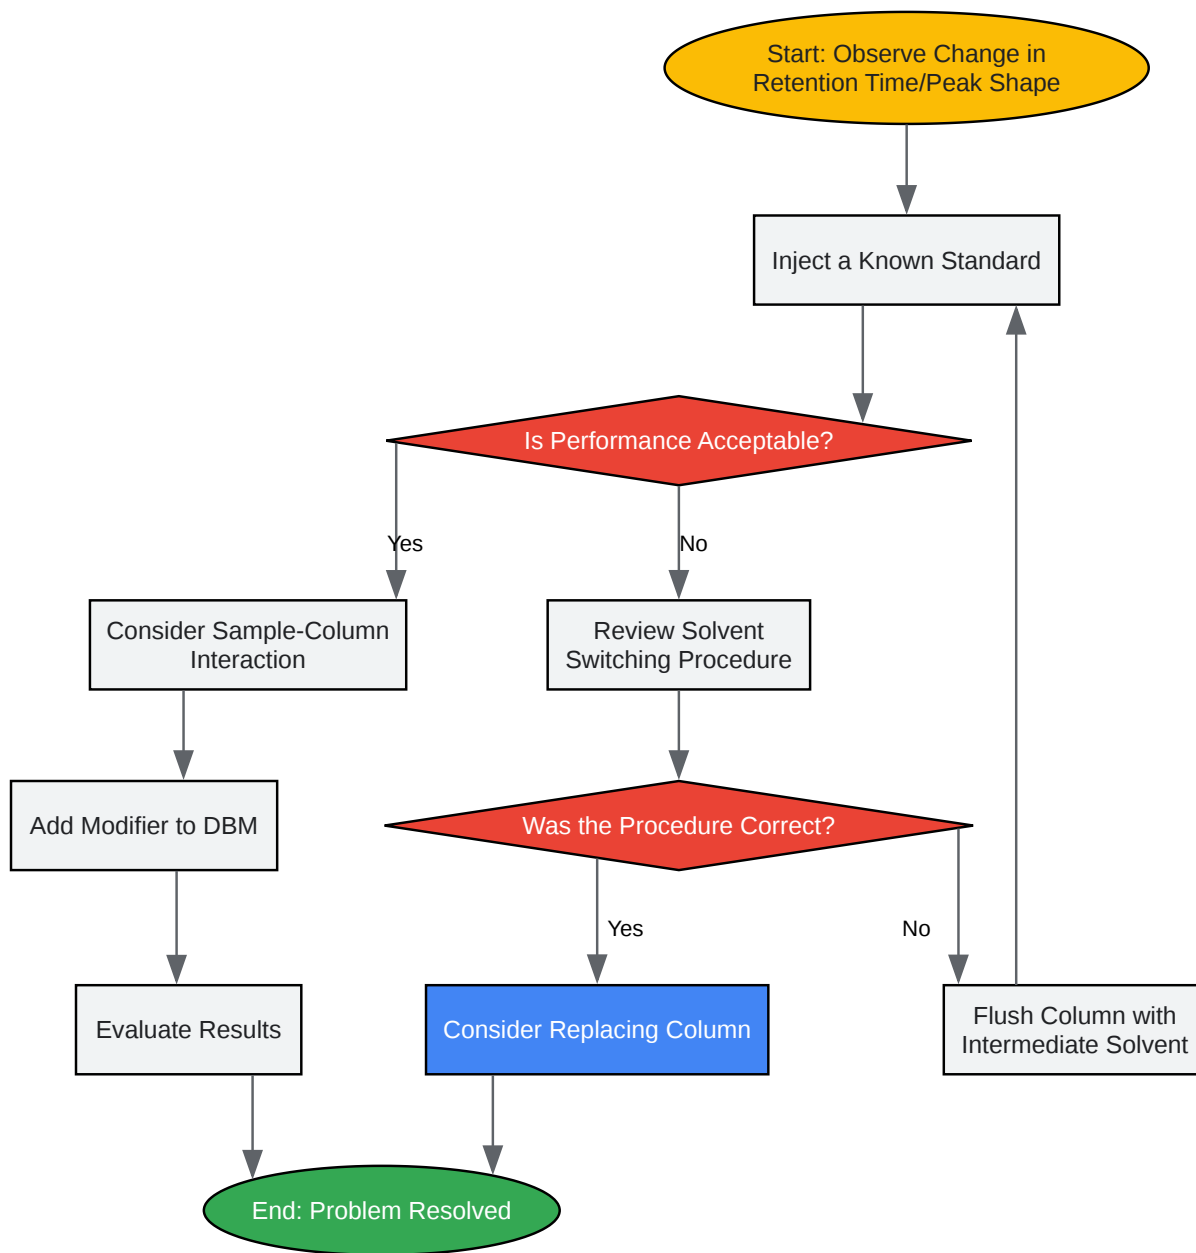 Start: Observe Change in
Retention Time/Peak Shape
Inject a Known Standard
Is Performance Acceptable?
Yes
No
Consider Sample-Column
Interaction
Review Solvent
Switching Procedure
Add Modifier to DBM
Was the Procedure Correct?
Yes
No
Evaluate Results
Consider Replacing Column
Flush Column with
Intermediate Solvent
End: Problem Resolved